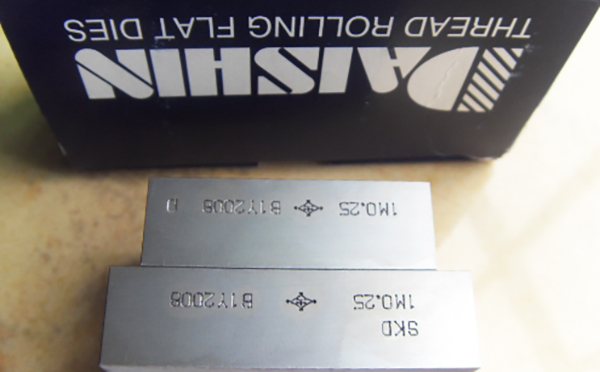 SKD
1M0.25 B1Y2008
1M0.25 B1Y2008
DAISHIN
THREAD ROLLING FLAT DIES